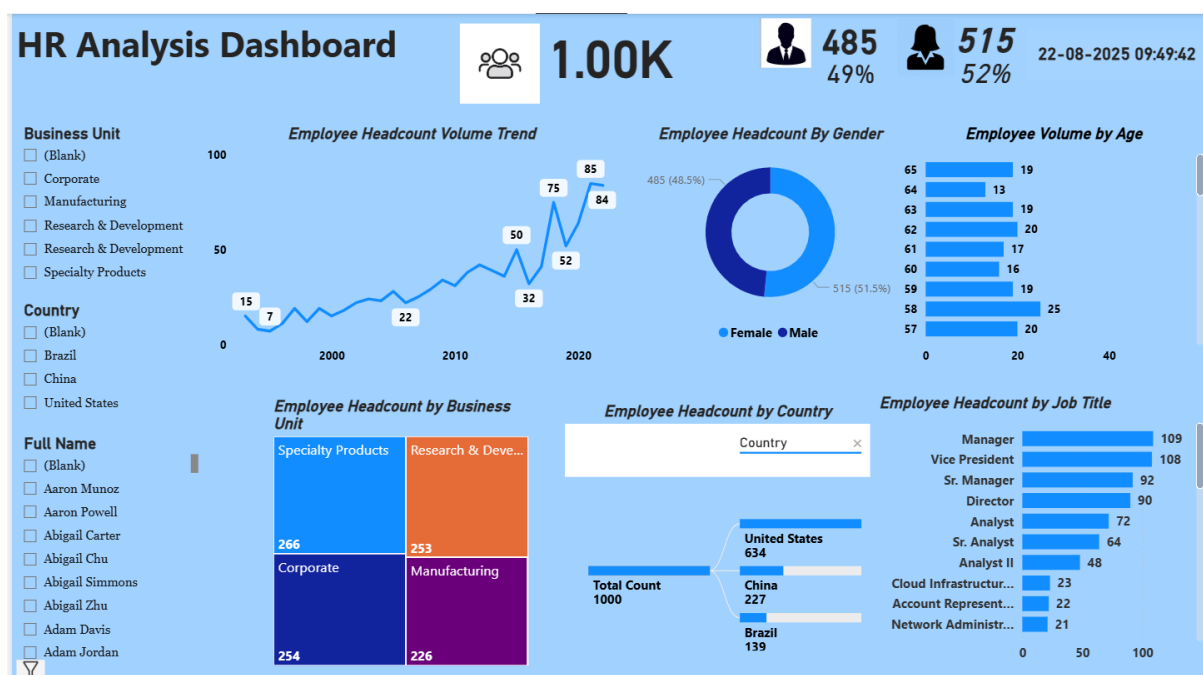 HR Analysis Dashboard
1.00K
485
49%
515
52%
22-08-2025 09:49:42
Business Unit
(Blank)
Corporate
Manufacturing
Research & Development
Research & Development
Specialty Products
Country
(Blank)
Brazil
China
United States
Full Name
(Blank)
Aaron Munoz
Aaron Powell
Abigail Carter
Abigail Chu
Abigail Simmons
Abigail Zhu
Adam Davis
Adam Jordan
Employee Headcount Volume Trend
100
50
0
15
7
22
50
32
75
52
85
84
2000
2010
2020
Employee Headcount By Gender
485 (48.5%)
515 (51.5%)
Female
Male
Employee Volume by Age
65 19
64 13
63 19
62 20
61 17
60 16
59 19
58 25
57 20
0 20 40
Employee Headcount by Business
Unit
Specialty Products
266
Research & Deve...
253
Corporate
254
Manufacturing
226
Employee Headcount by Country
Country ×
Total Count
1000
United States
634
China
227
Brazil
139
Employee Headcount by Job Title
Manager 109
Vice President 108
Sr. Manager 92
Director 90
Analyst 72
Sr. Analyst 64
Analyst II 48
Cloud Infrastructur... 23
Account Represent... 22
Network Administr... 21
0 50 100